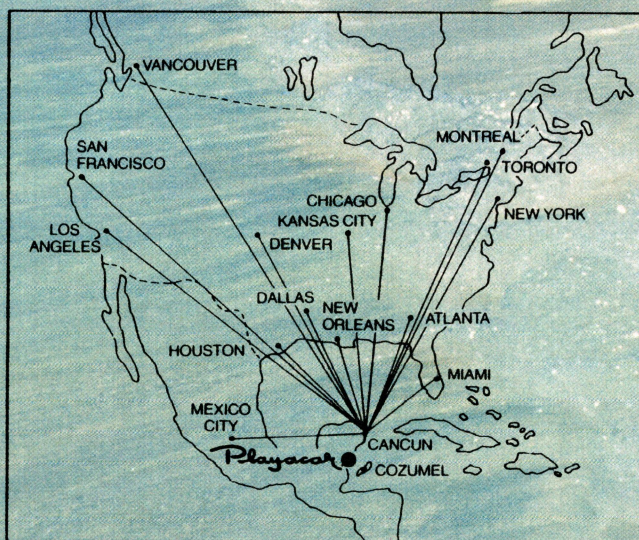 VANCOUVER
MONTREAL
TORONTO
SAN
FRANCISCO
CHICAGO
KANSAS CITY
NEW YORK
LOS
ANGELES
DENVER
DALLAS
NEW
ORLEANS
ATLANTA
HOUSTON
MIAMI
MEXICO
CITY
CANCUN
Playacar
COZUMEL